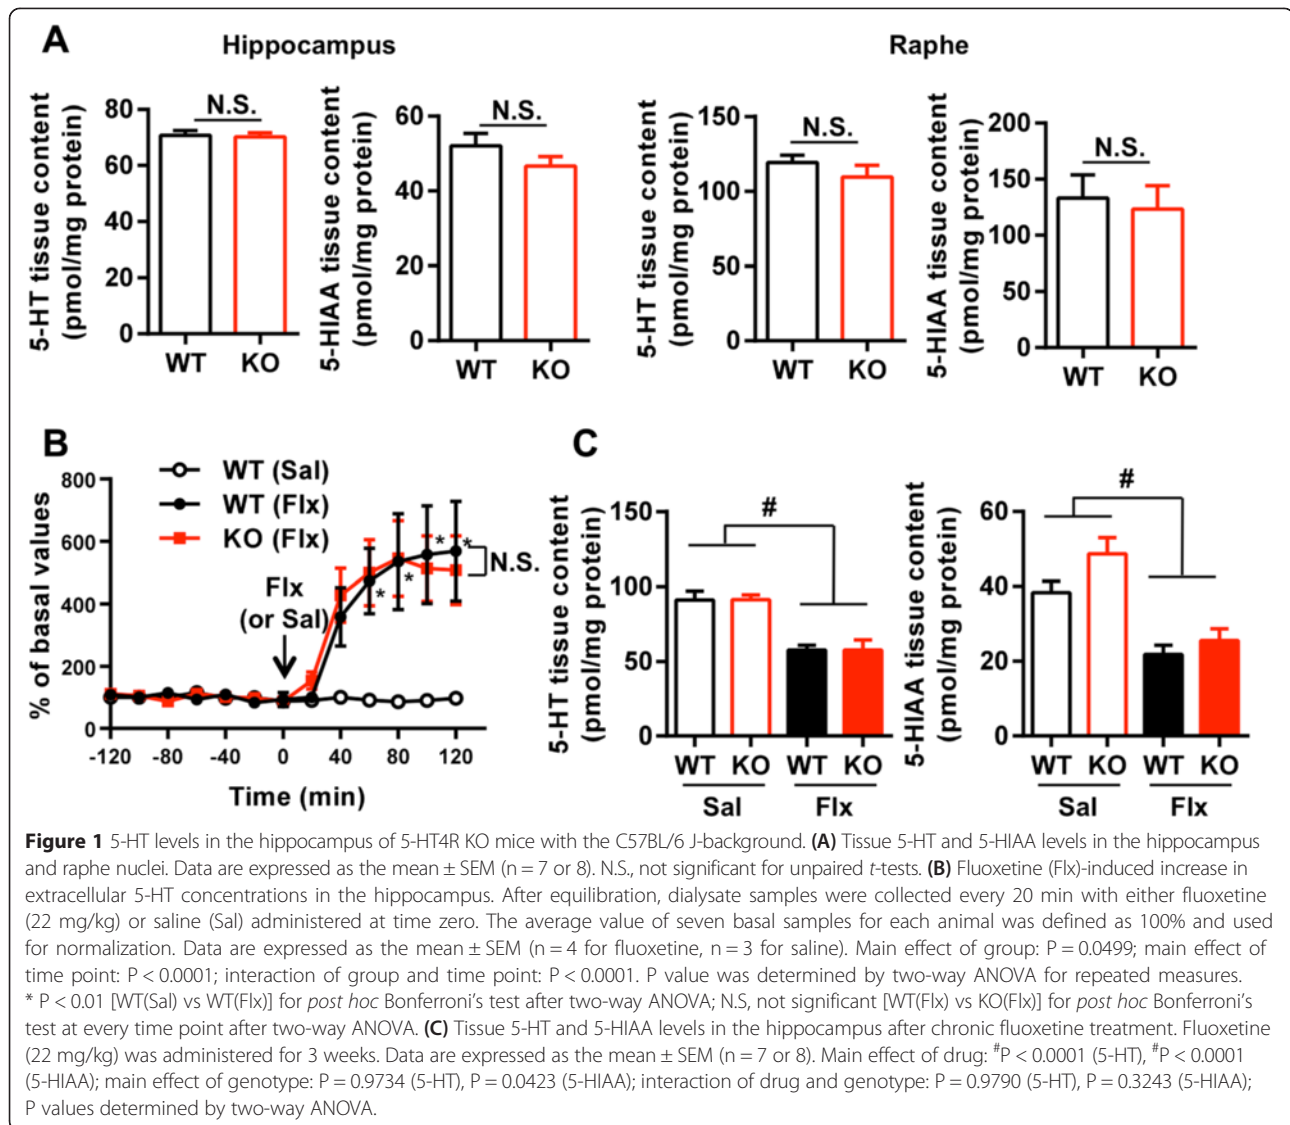 A
Hippocampus
Raphe
5-HT tissue content
(pmol/mg protein)
80
60
40
20
0
N.S.
WT KO
5-HIAA tissue content
(pmol/mg protein)
60
40
20
0
N.S.
WT KO
5-HT tissue content
(pmol/mg protein)
150
100
50
0
N.S.
WT KO
5-HIAA tissue content
(pmol/mg protein)
200
150
100
50
0
N.S.
WT KO
B
WT (Sal)
WT (Flx)
KO (Flx)
% of basal values
800
600
400
200
0
Flx
(or Sal)
* * * *
N.S.
-120 -80 -40 0 40 80 120
Time (min)
C
5-HT tissue content
(pmol/mg protein)
150
100
50
0
#
WT KO WT KO
Sal Flx
5-HIAA tissue content
(pmol/mg protein)
60
40
20
0
#
WT KO WT KO
Sal Flx
Figure 1 5-HT levels in the hippocampus of 5-HT4R KO mice with the C57BL/6 J-background. (A) Tissue 5-HT and 5-HIAA levels in the hippocampus
and raphe nuclei. Data are expressed as the mean ± SEM (n = 7 or 8). N.S., not significant for unpaired t-tests. (B) Fluoxetine (Flx)-induced increase in
extracellular 5-HT concentrations in the hippocampus. After equilibration, dialysate samples were collected every 20 min with either fluoxetine
(22 mg/kg) or saline (Sal) administered at time zero. The average value of seven basal samples for each animal was defined as 100% and used
for normalization. Data are expressed as the mean ± SEM (n = 4 for fluoxetine, n = 3 for saline). Main effect of group: P = 0.0499; main effect of
time point: P < 0.0001; interaction of group and time point: P < 0.0001. P value was determined by two-way ANOVA for repeated measures.
* P < 0.01 [WT(Sal) vs WT(Flx)] for post hoc Bonferroni's test after two-way ANOVA; N.S, not significant [WT(Flx) vs KO(Flx)] for post hoc Bonferroni's
test at every time point after two-way ANOVA. (C) Tissue 5-HT and 5-HIAA levels in the hippocampus after chronic fluoxetine treatment. Fluoxetine
(22 mg/kg) was administered for 3 weeks. Data are expressed as the mean ± SEM (n = 7 or 8). Main effect of drug: #P < 0.0001 (5-HT), #P < 0.0001
(5-HIAA); main effect of genotype: P = 0.9734 (5-HT), P = 0.0423 (5-HIAA); interaction of drug and genotype: P = 0.9790 (5-HT), P = 0.3243 (5-HIAA);
P values determined by two-way ANOVA.